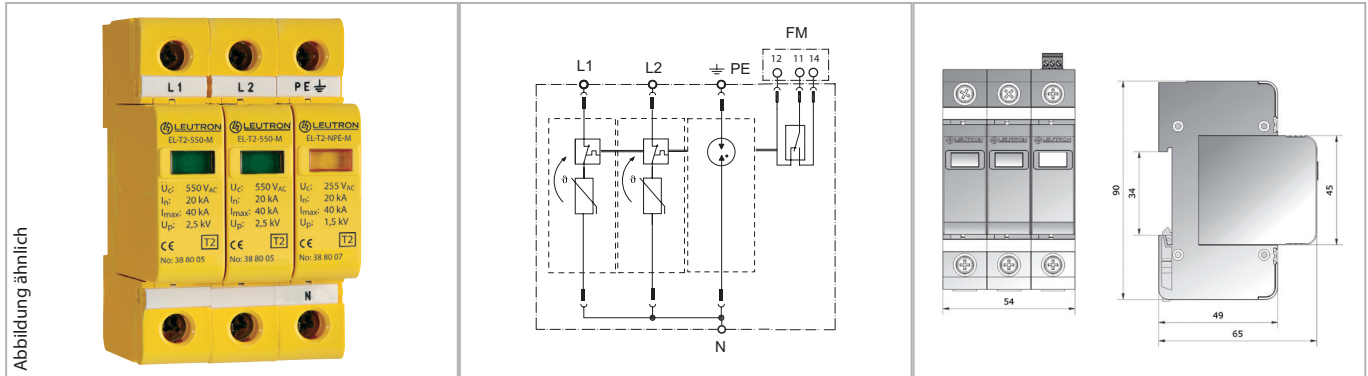 Abbildung ähnlich
L 1
L 2
PE ⏚
LEUTRON
EL-T2-550-M
Uc: 550 VAC
In: 20 kA
Imax: 40 kA
Up: 2,5 kV
CE T2
No: 38 80 05
LEUTRON
EL-T2-550-M
Uc: 550 VAC
In: 20 kA
Imax: 40 kA
Up: 2,5 kV
CE T2
No: 38 80 05
LEUTRON
EL-T2-NPE-M
Uc: 255 VAC
In: 20 kA
Imax: 40 kA
Up: 1,5 kV
CE T2
No: 38 80 07
N
FM
12 11 14
L1
L2
⏚ PE
ϑ
ϑ
N
54
90
34
45
49
65